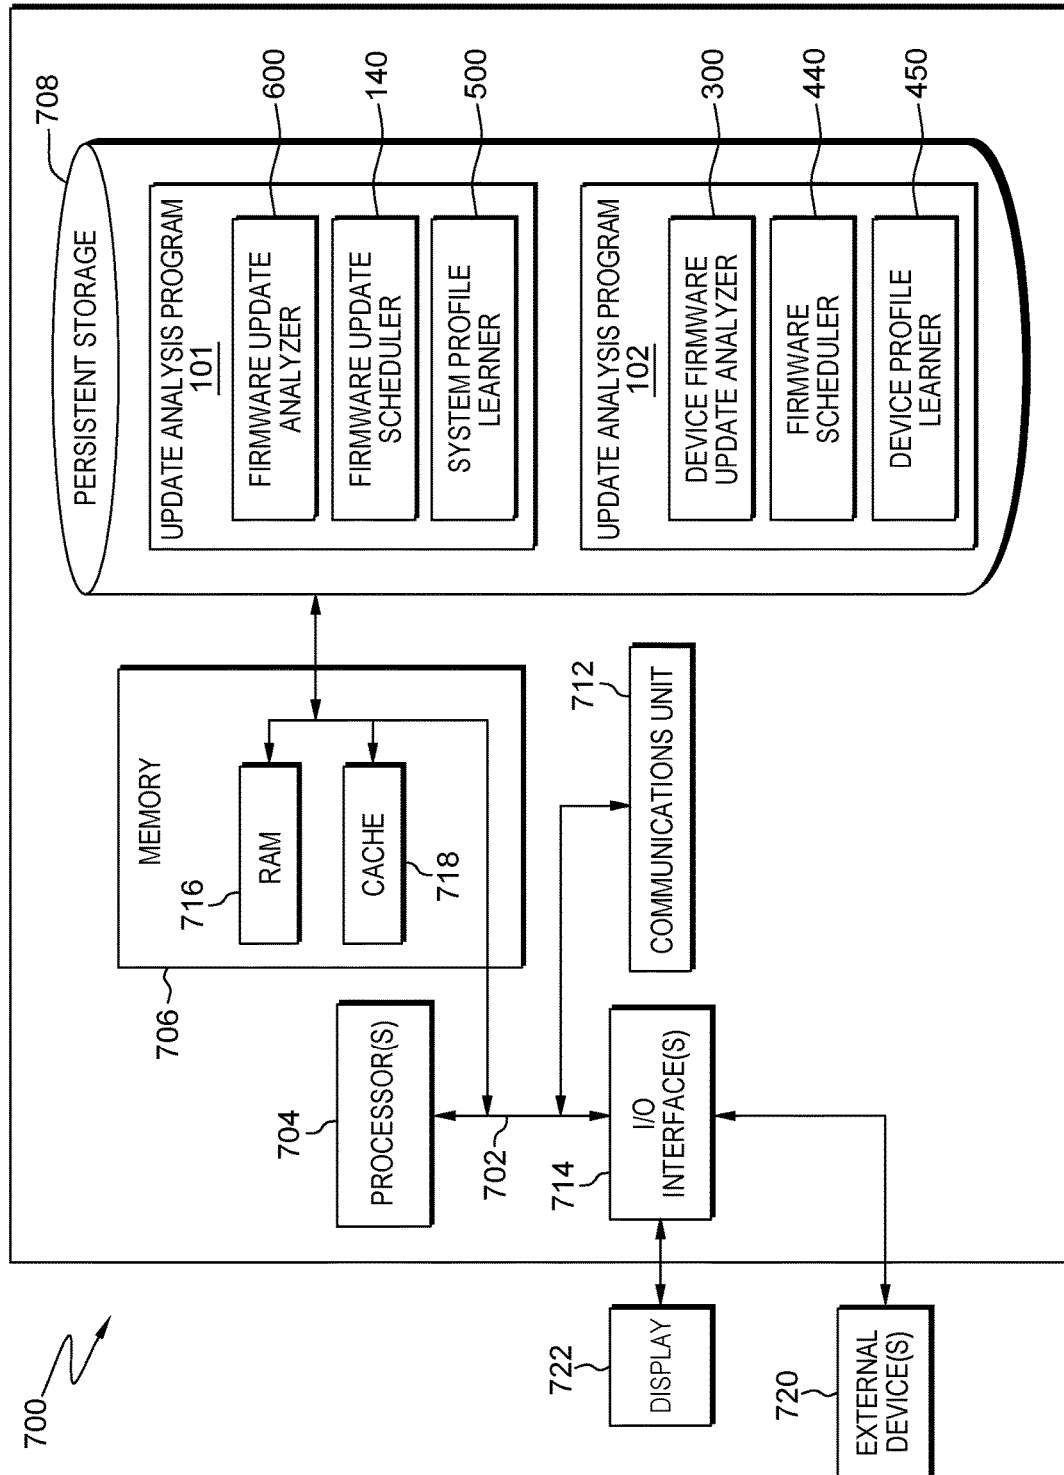 700
708
PERSISTENT STORAGE
UPDATE ANALYSIS PROGRAM
101
FIRMWARE UPDATE
ANALYZER
600
FIRMWARE UPDATE
SCHEDULER
140
SYSTEM PROFILE
LEARNER
500
UPDATE ANALYSIS PROGRAM
102
DEVICE FIRMWARE
UPDATE ANALYZER
300
FIRMWARE
SCHEDULER
440
DEVICE PROFILE
LEARNER
450
MEMORY
706
RAM
716
CACHE
718
PROCESSOR(S)
704
702
COMMUNICATIONS UNIT
712
I/O
INTERFACE(S)
714
DISPLAY
722
EXTERNAL
DEVICE(S)
720